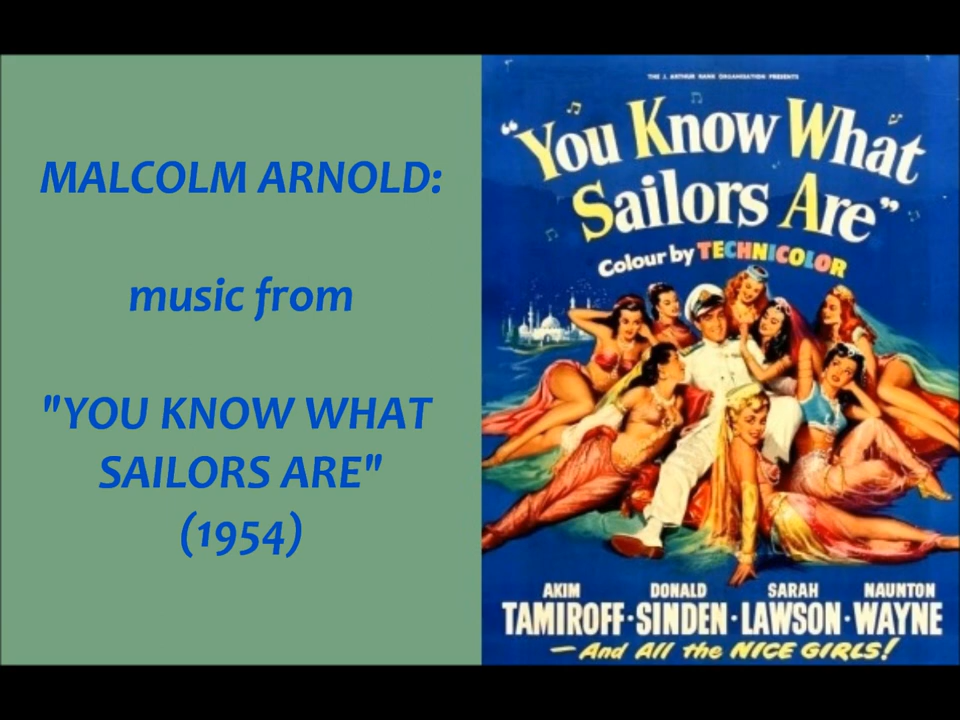 MALCOLM ARNOLD:
music from
"YOU KNOW WHAT
SAILORS ARE"
(1954)
THE J. ARTHUR RANK ORGANISATION PRESENTS
"You Know What
Sailors Are"
Colour by TECHNICOLOR
AKIM TAMIROFF · DONALD SINDEN · SARAH LAWSON · NAUNTON WAYNE
—And All the NICE GIRLS!